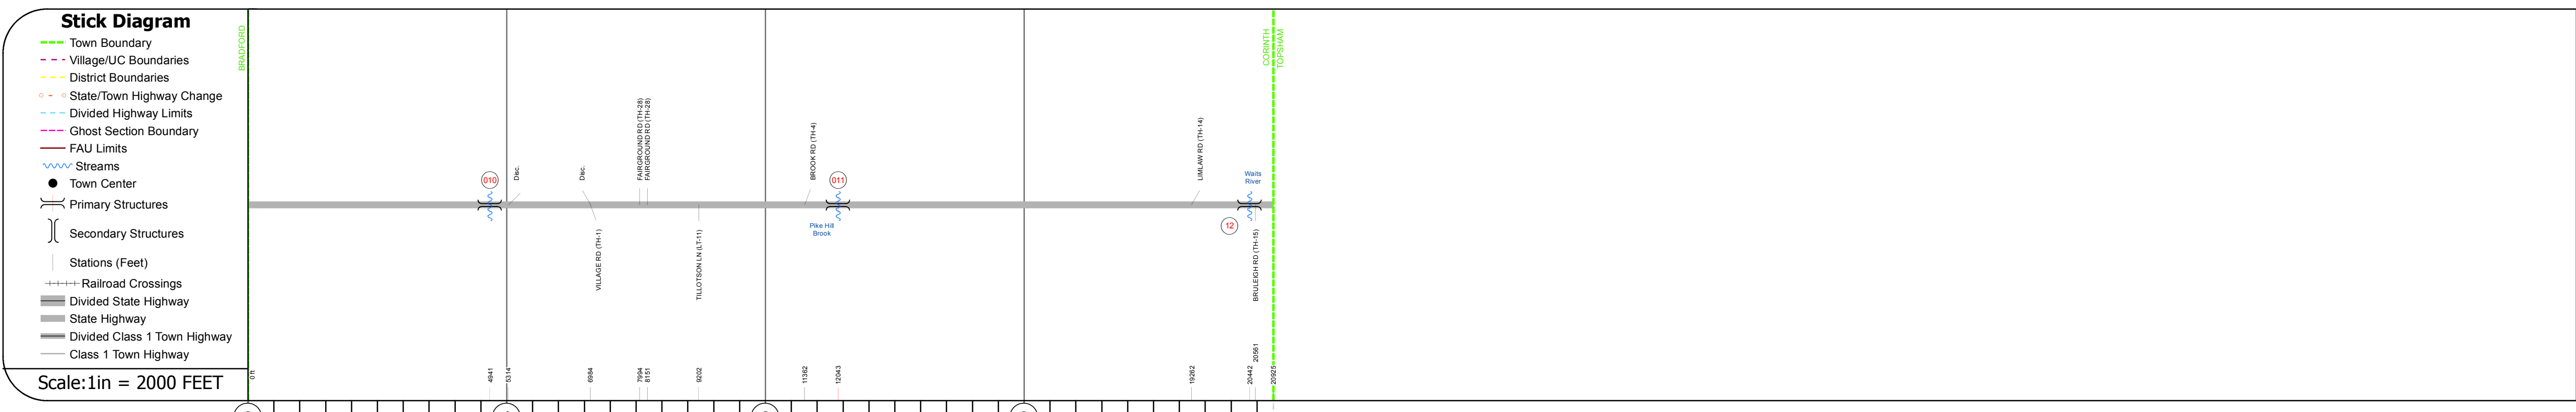 Stick Diagram
Town Boundary
Village/UC Boundaries
District Boundaries
State/Town Highway Change
Divided Highway Limits
Ghost Section Boundary
FAU Limits
Streams
Town Center
Primary Structures
Secondary Structures
Stations (Feet)
Railroad Crossings
Divided State Highway
State Highway
Divided Class 1 Town Highway
Class 1 Town Highway
Scale:1in = 2000 FEET
BRADFORD
010
Disc.
Disc.
VILLAGE RD (TH-1)
FAIRGROUND RD (TH-28)
FAIRGROUND RD (TH-28)
TILLOTSON LN (LT-11)
BROOK RD (TH-4)
011
Pike Hill
Brook
LIMLAW RD (TH-14)
12
Waits
River
BRULEIGH RD (TH-15)
CORINTH
TOPSHAM
0 ft
4941
5314
6984
7994
8151
9202
11362
12043
19262
20442
20561
20925